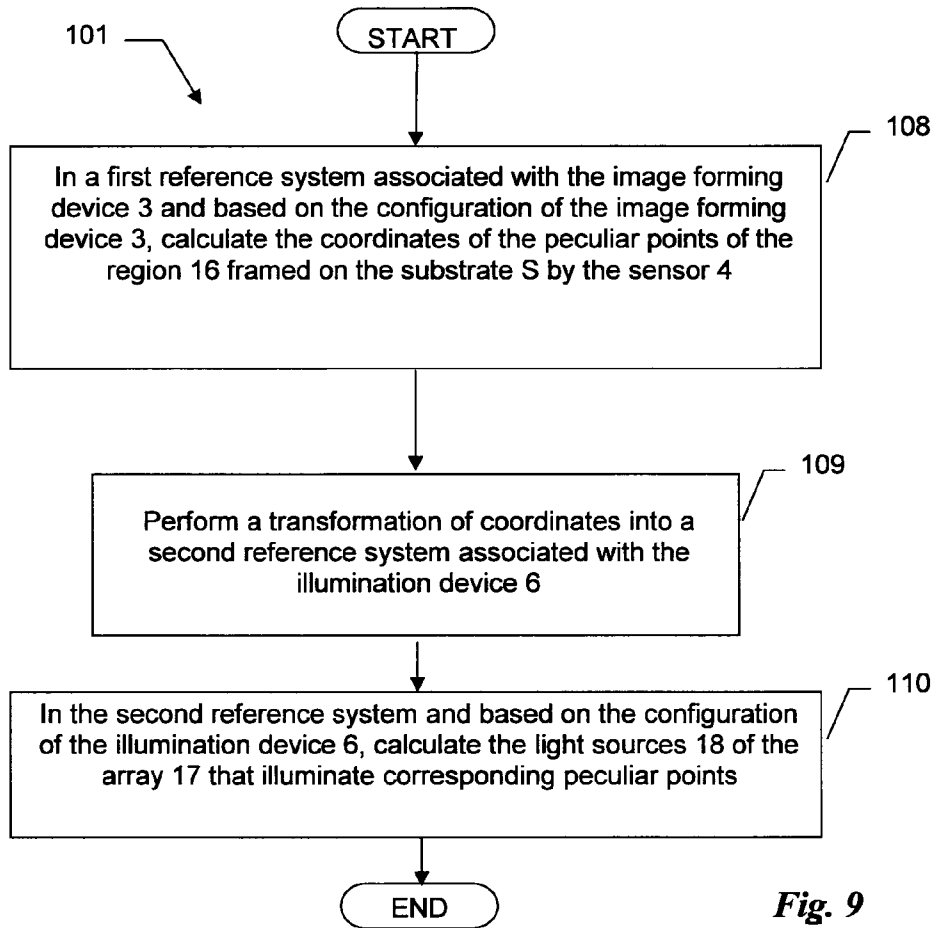 101
START
108
In a first reference system associated with the image forming
device 3 and based on the configuration of the image forming
device 3, calculate the coordinates of the peculiar points of the
region 16 framed on the substrate S by the sensor 4
109
Perform a transformation of coordinates into a
second reference system associated with the
illumination device 6
110
In the second reference system and based on the configuration
of the illumination device 6, calculate the light sources 18 of the
array 17 that illuminate corresponding peculiar points
END
Fig. 9